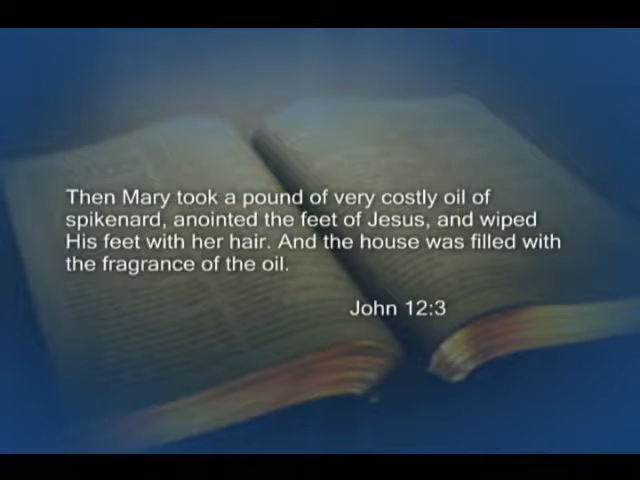 Then Mary took a pound of very costly oil of
spikenard, anointed the feet of Jesus, and wiped
His feet with her hair. And the house was filled with
the fragrance of the oil.
John 12:3